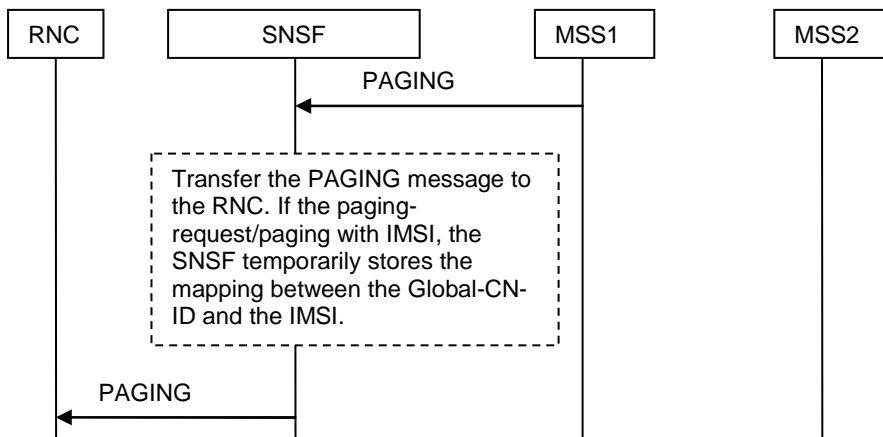 RNC
SNSF
MSS1
MSS2
PAGING
Transfer the PAGING message to
the RNC. If the paging-
request/paging with IMSI, the
SNSF temporarily stores the
mapping between the Global-CN-
ID and the IMSI.
PAGING